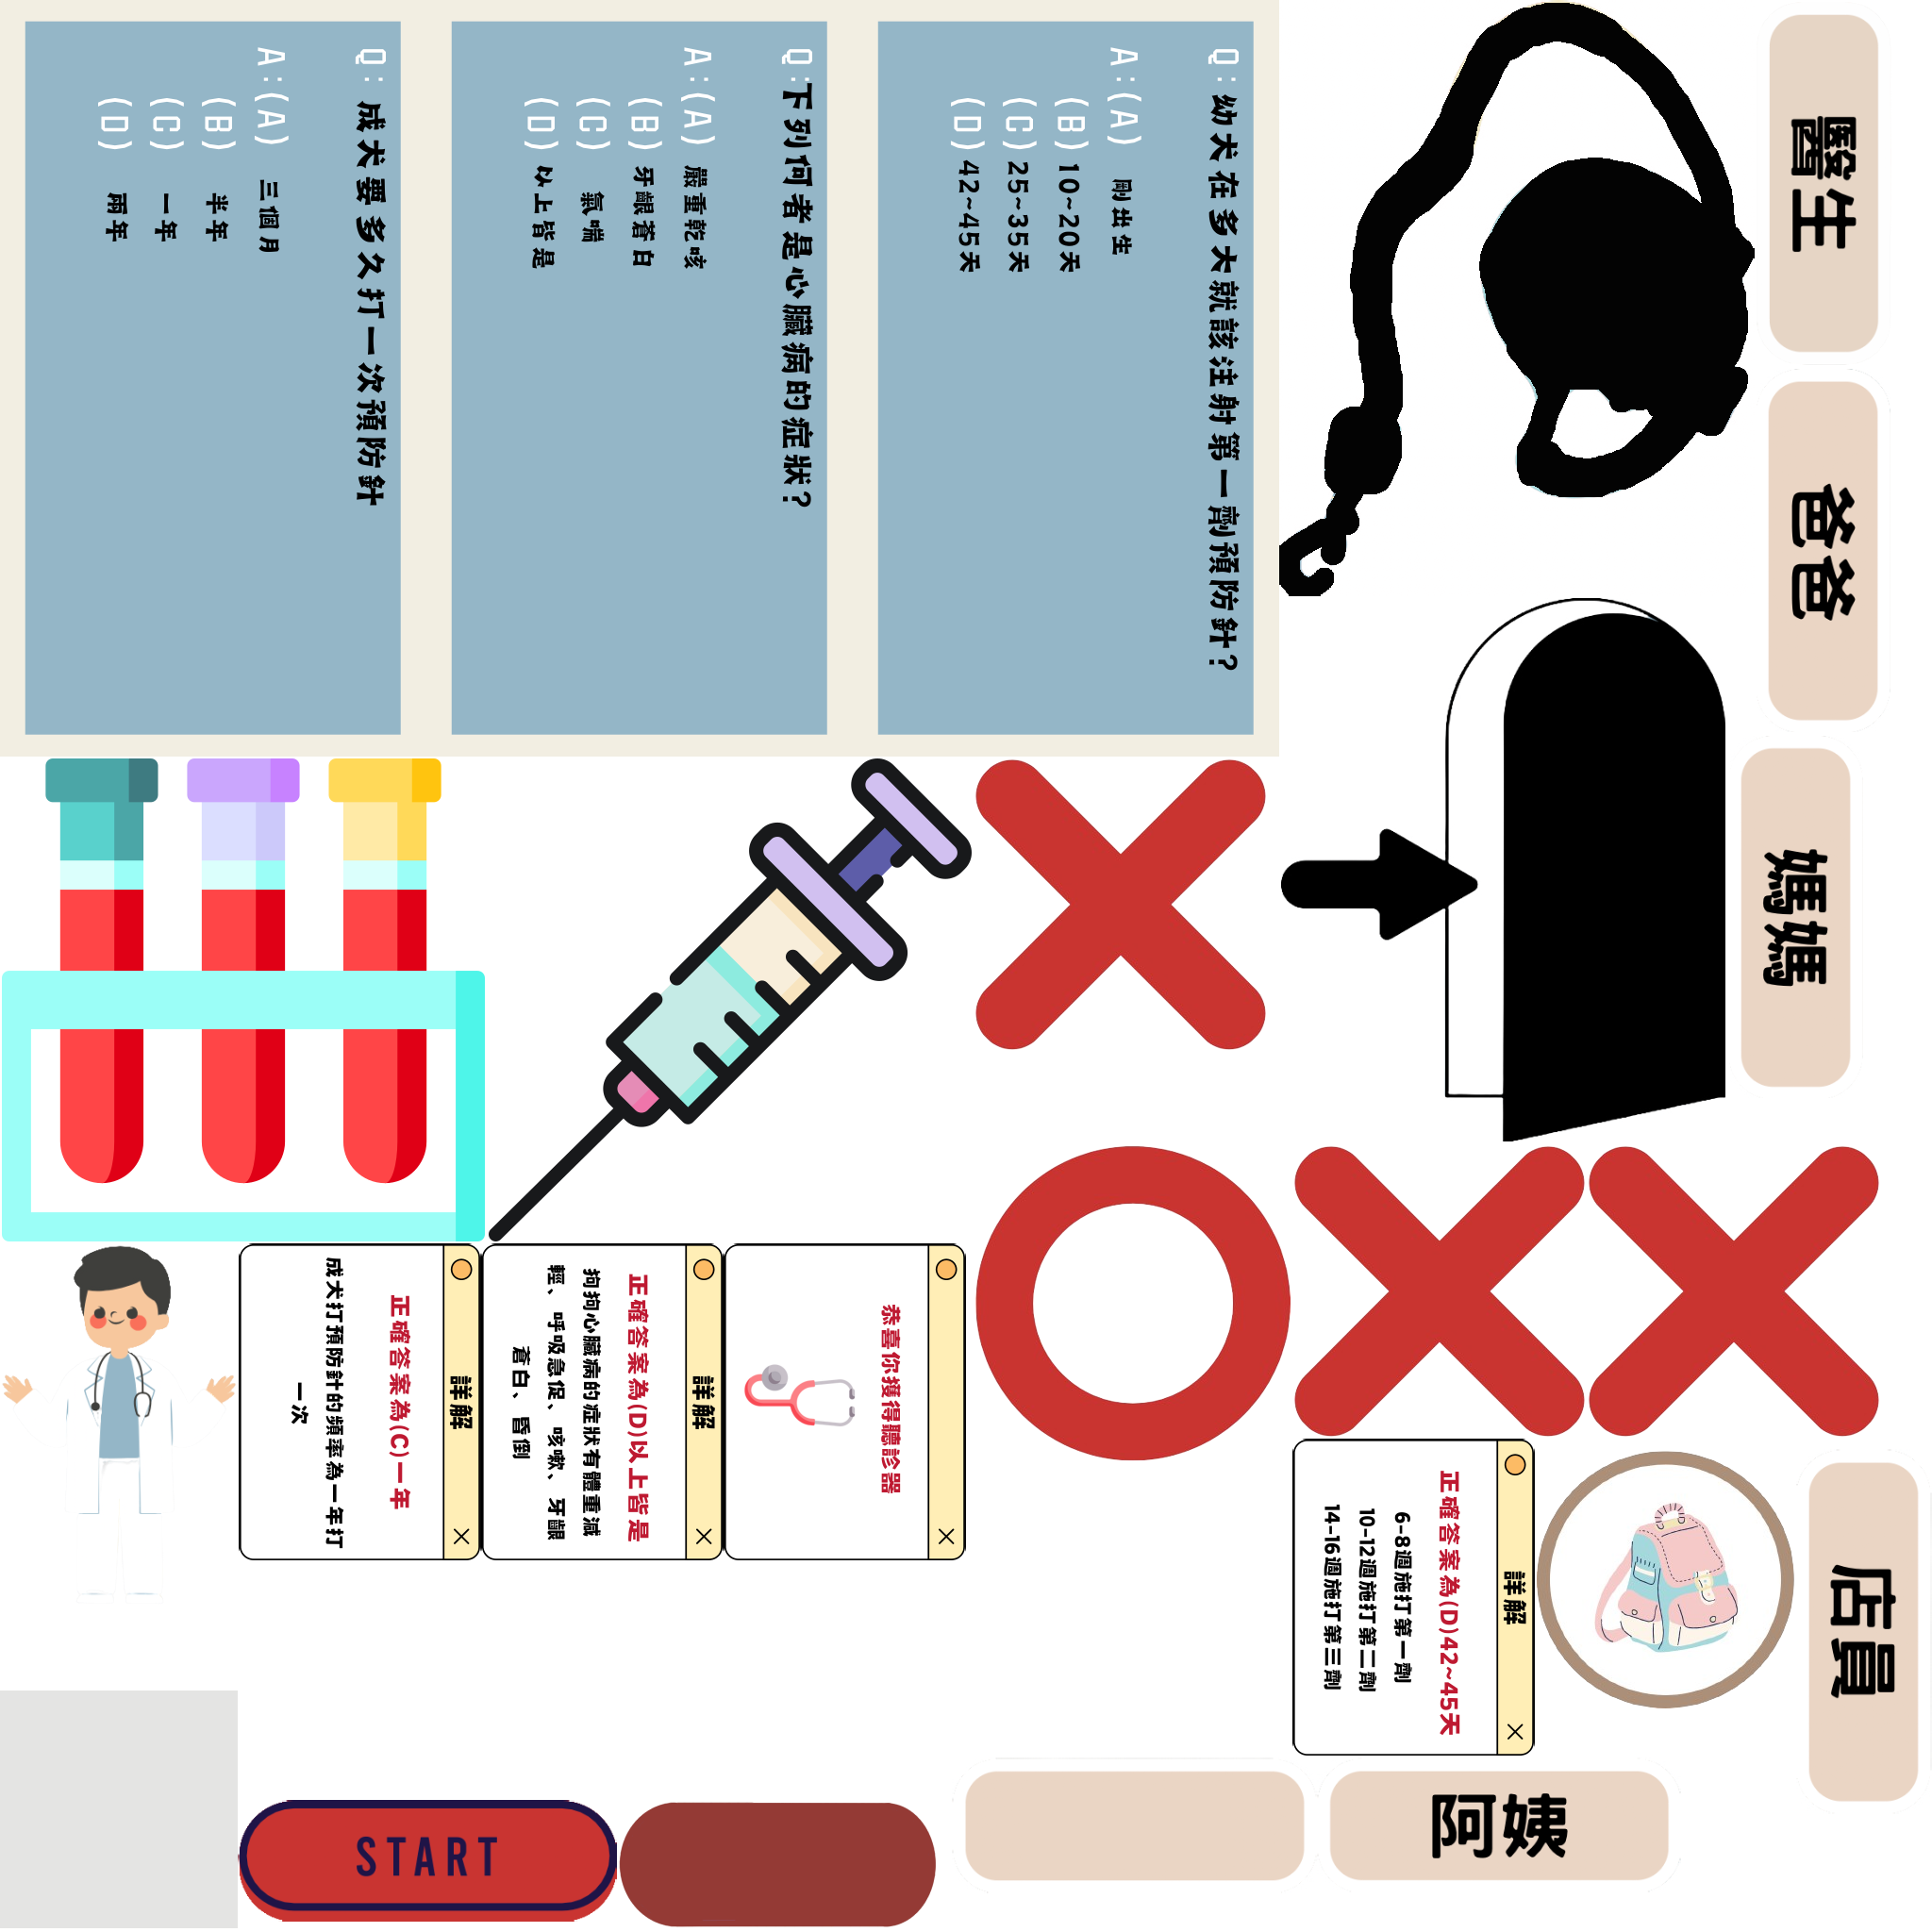 Q: 成犬要多久打一次預防針
A:(A) 三個月
(B) 半年
(C) 一年
(D) 兩年
Q:下列何者是心臟病的症狀?
A:(A) 嚴重乾咳
(B) 牙齦蒼白
(C) 氣喘
(D) 以上皆是
Q: 幼犬在多大就該注射第一劑預防針?
A:(A) 剛出生
(B) 10~20天
(C) 25~35天
(D) 42~45天
醫生
爸爸
媽媽
詳解
正確答案為(C)一年
成犬打預防針的頻率為一年打
一次
詳解
正確答案為(D)以上皆是
狗狗心臟病的症狀有體重減
輕、呼吸急促、咳嗽、牙齦
蒼白、昏倒
恭喜你獲得聽診器
詳解
正確答案為(D)42~45天
6-8週施打第一劑
10-12週施打第二劑
14-16週施打第三劑
店員
START
阿姨